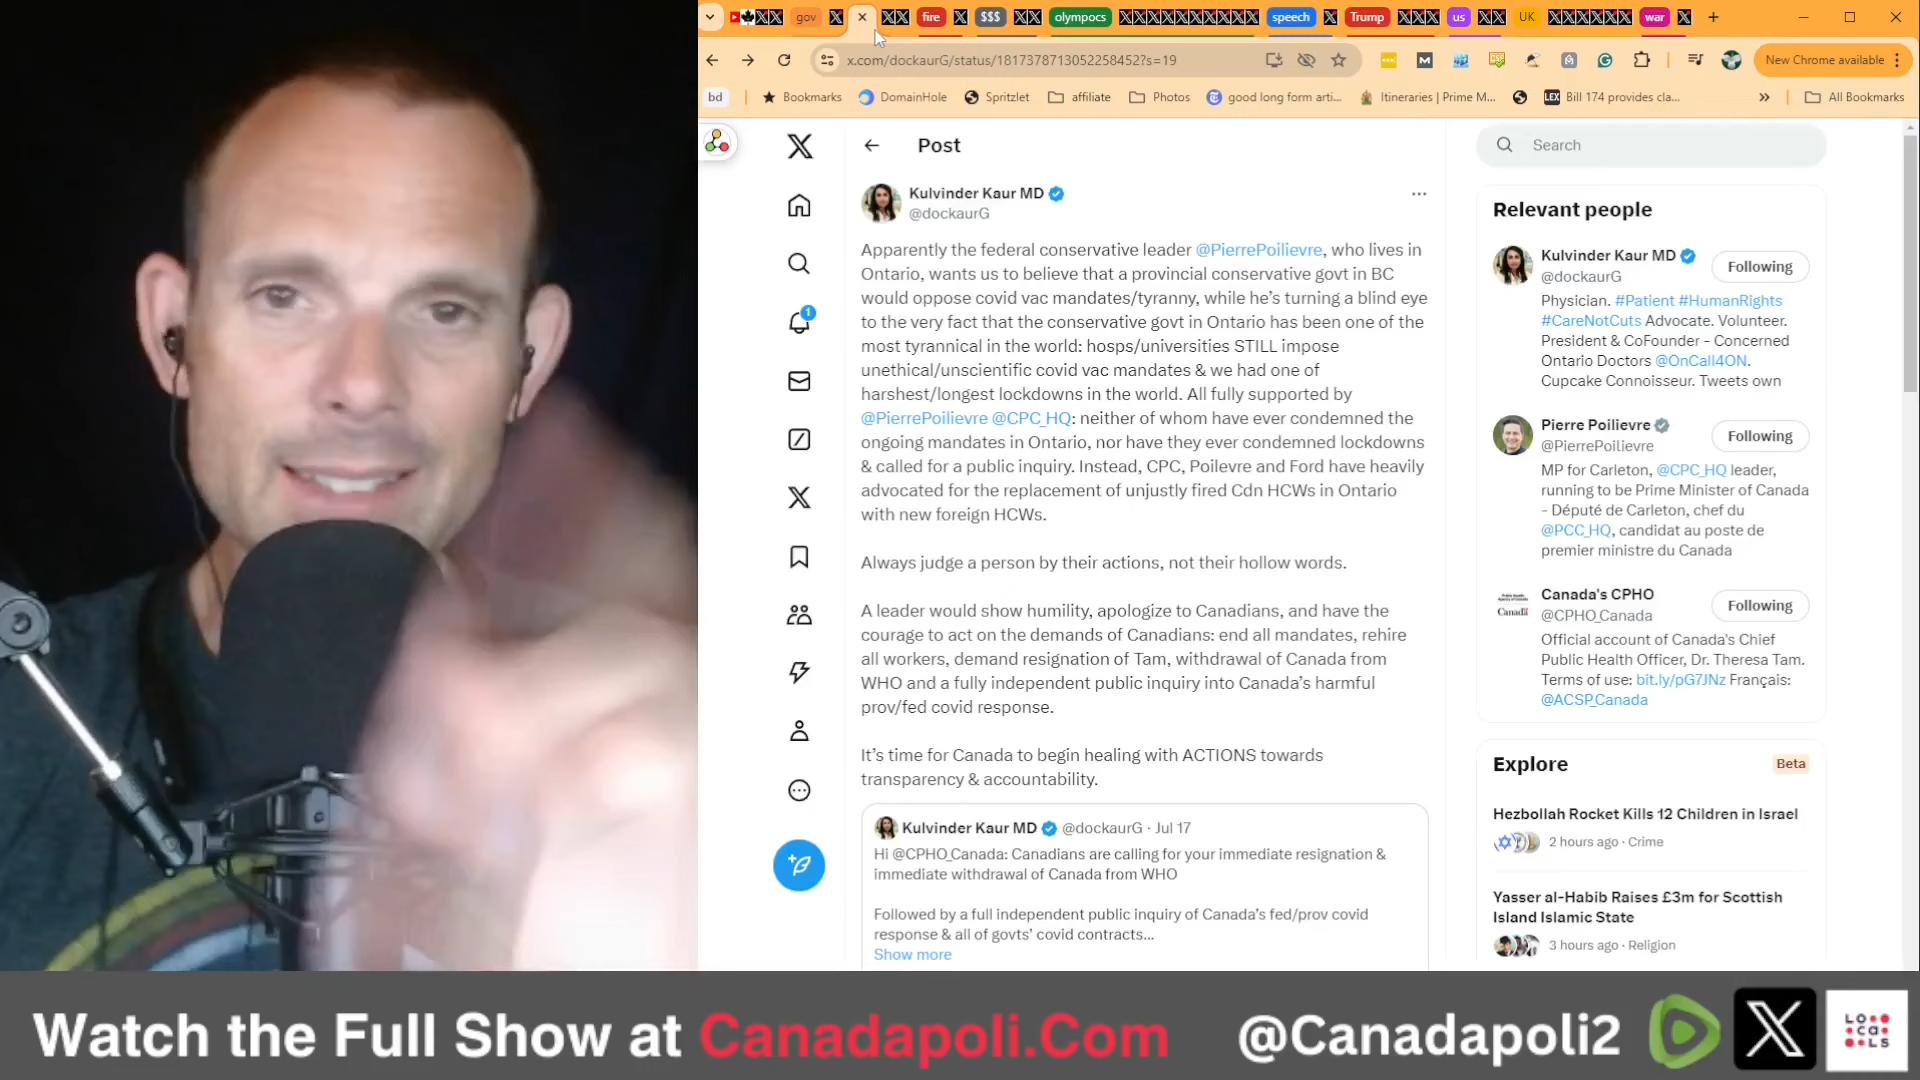 gov
fire
$$$
olympocs
speech
Trump
us
UK
war
x.com/dockaurG/status/1817378713052258452?s=19
New Chrome available
bd
Bookmarks
DomainHole
Spritzlet
affiliate
Photos
good long form arti...
Itineraries | Prime M...
LEX
Bill 174 provides cla...
All Bookmarks
Post
Kulvinder Kaur MD
@dockaurG
Apparently the federal conservative leader @PierrePoilievre, who lives in
Ontario, wants us to believe that a provincial conservative govt in BC
would oppose covid vac mandates/tyranny, while he's turning a blind eye
to the very fact that the conservative govt in Ontario has been one of the
most tyrannical in the world: hosps/universities STILL impose
unethical/unscientific covid vac mandates & we had one of
harshest/longest lockdowns in the world. All fully supported by
@PierrePoilievre @CPC_HQ: neither of whom have ever condemned the
ongoing mandates in Ontario, nor have they ever condemned lockdowns
& called for a public inquiry. Instead, CPC, Poilevre and Ford have heavily
advocated for the replacement of unjustly fired Cdn HCWs in Ontario
with new foreign HCWs.
Always judge a person by their actions, not their hollow words.
A leader would show humility, apologize to Canadians, and have the
courage to act on the demands of Canadians: end all mandates, rehire
all workers, demand resignation of Tam, withdrawal of Canada from
WHO and a fully independent public inquiry into Canada's harmful
prov/fed covid response.
It's time for Canada to begin healing with ACTIONS towards
transparency & accountability.
Kulvinder Kaur MD @dockaurG · Jul 17
Hi @CPHO_Canada: Canadians are calling for your immediate resignation &
immediate withdrawal of Canada from WHO
Followed by a full independent public inquiry of Canada's fed/prov covid
response & all of govts' covid contracts...
Show more
1
Search
Relevant people
Kulvinder Kaur MD
@dockaurG
Following
Physician. #Patient #HumanRights
#CareNotCuts Advocate. Volunteer.
President & CoFounder - Concerned
Ontario Doctors @OnCall4ON.
Cupcake Connoisseur. Tweets own
Pierre Poilievre
@PierrePoilievre
Following
MP for Carleton, @CPC_HQ leader,
running to be Prime Minister of Canada
- Député de Carleton, chef du
@PCC_HQ, candidat au poste de
premier ministre du Canada
Canada's CPHO
@CPHO_Canada
Following
Official account of Canada's Chief
Public Health Officer, Dr. Theresa Tam.
Terms of use: bit.ly/pG7JNz Français:
@ACSP_Canada
Explore
Beta
Hezbollah Rocket Kills 12 Children in Israel
2 hours ago · Crime
Yasser al-Habib Raises £3m for Scottish
Island Islamic State
3 hours ago · Religion
Watch the Full Show at Canadapoli.Com
@Canadapoli2
LO
CA
LS